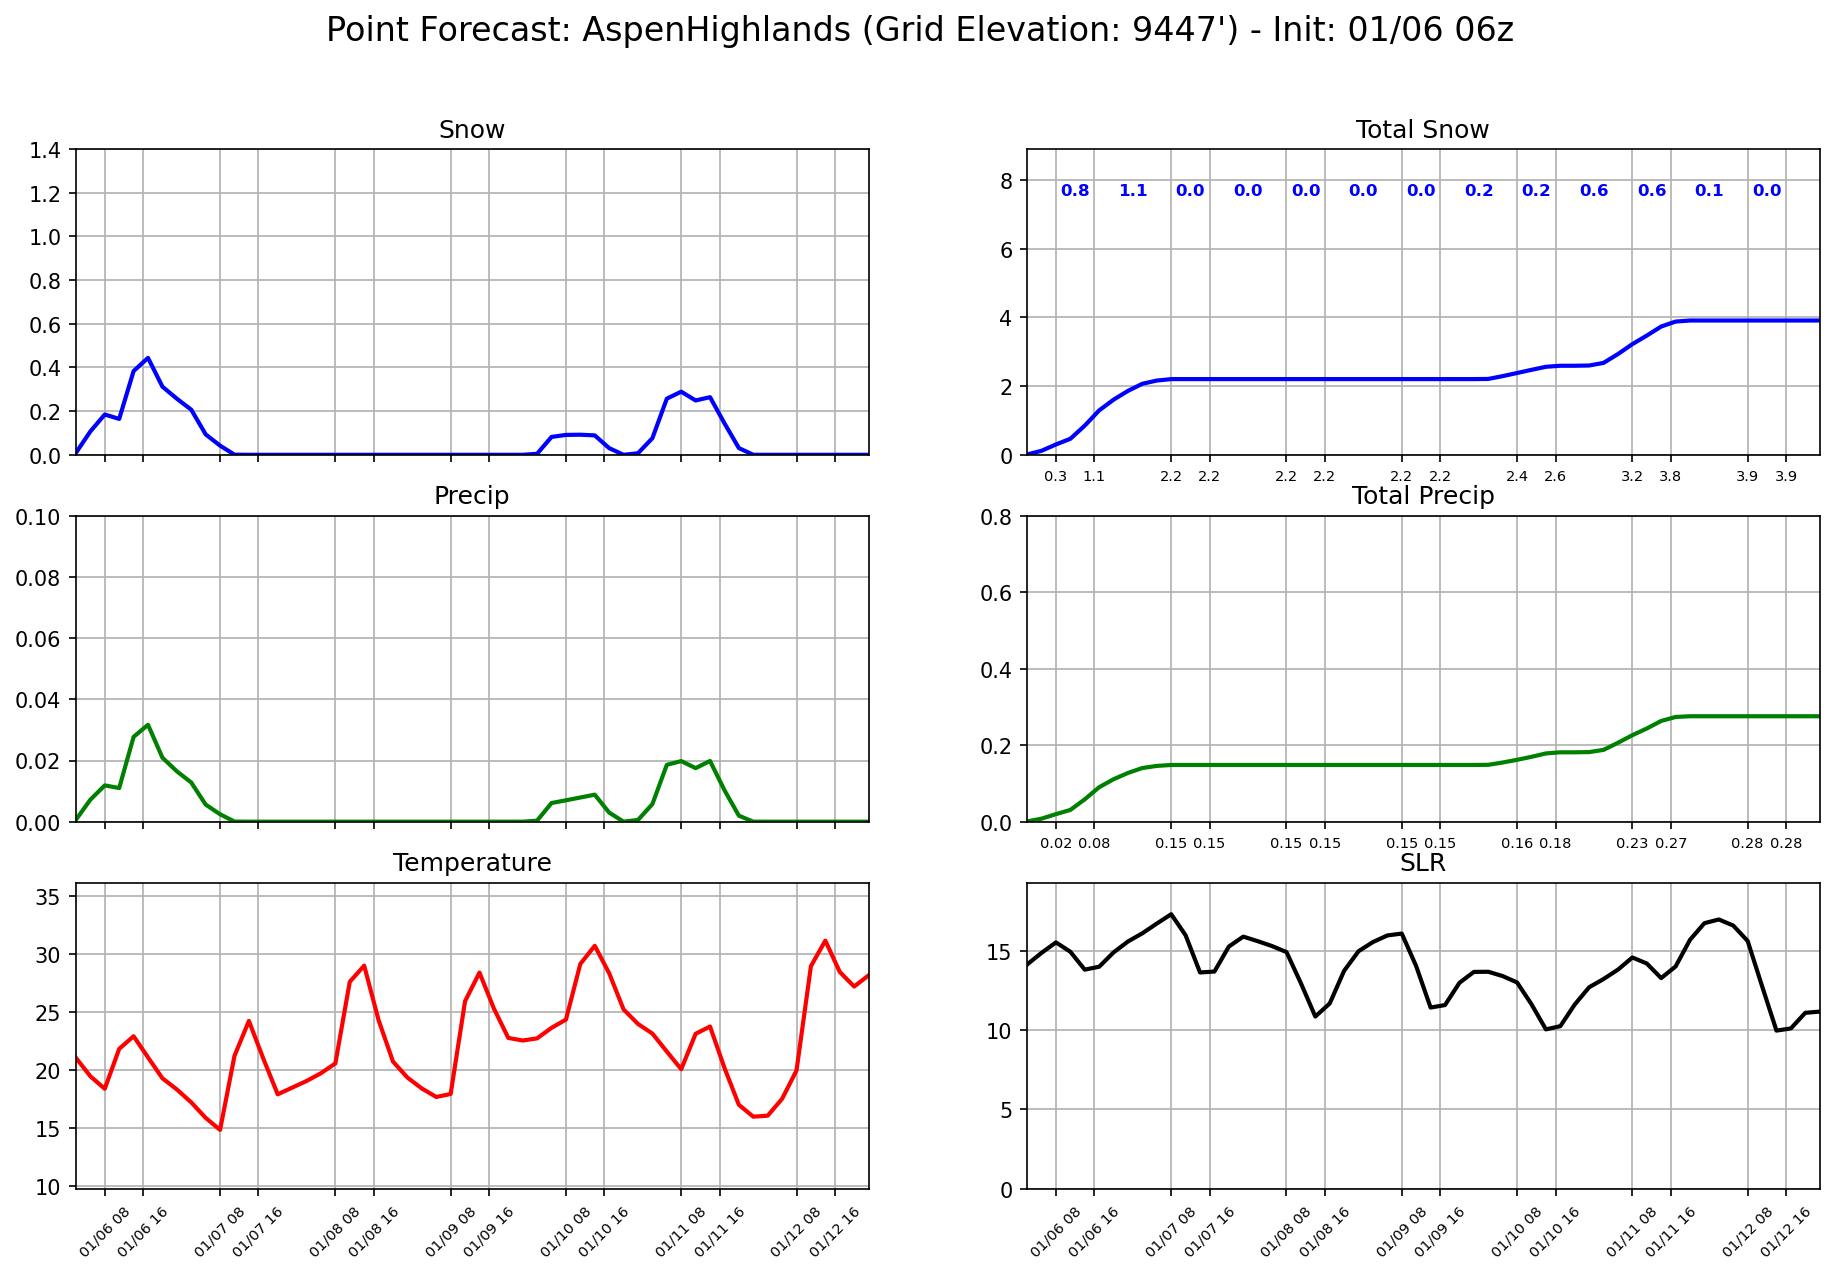 Point Forecast: AspenHighlands (Grid Elevation: 9447') - Init: 01/06 06z
Snow
1.4
1.2
1.0
0.8
0.6
0.4
0.2
0.0
Total Snow
8
6
4
2
0
0.8 1.1 0.0 0.0 0.0 0.0 0.0 0.2 0.2 0.6 0.6 0.1 0.0
0.3 1.1 2.2 2.2 2.2 2.2 2.2 2.2 2.4 2.6 3.2 3.8 3.9 3.9
Precip
0.10
0.08
0.06
0.04
0.02
0.00
Total Precip
0.8
0.6
0.4
0.2
0.0
0.02 0.08 0.15 0.15 0.15 0.15 0.15 0.15 0.16 0.18 0.23 0.27 0.28 0.28
Temperature
35
30
25
20
15
10
01/06 08 01/06 16 01/07 08 01/07 16 01/08 08 01/08 16 01/09 08 01/09 16 01/10 08 01/10 16 01/11 08 01/11 16 01/12 08 01/12 16
SLR
15
10
5
0
01/06 08 01/06 16 01/07 08 01/07 16 01/08 08 01/08 16 01/09 08 01/09 16 01/10 08 01/10 16 01/11 08 01/11 16 01/12 08 01/12 16